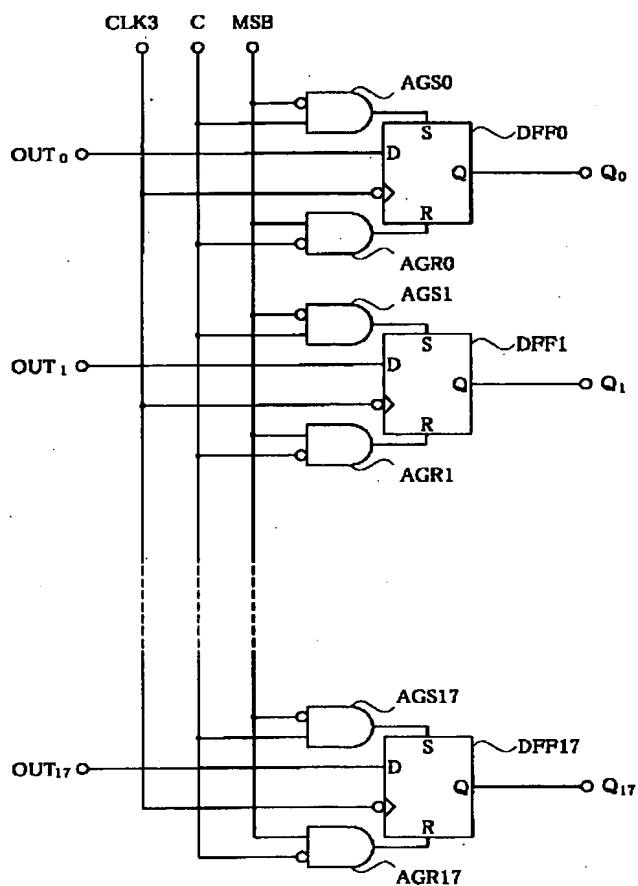 CLK3 C MSB
AGS0
S
DFF0
OUT₀
D
Q
Q₀
R
AGR0
AGS1
S
DFF1
OUT₁
D
Q
Q₁
R
AGR1
AGS17
S
DFF17
OUT₁₇
D
Q
Q₁₇
R
AGR17